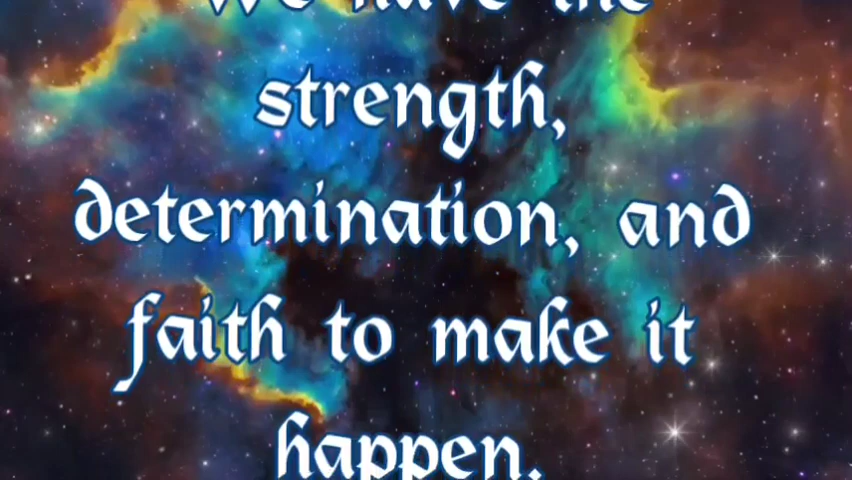 We have the
strength,
determination, and
faith to make it
happen.